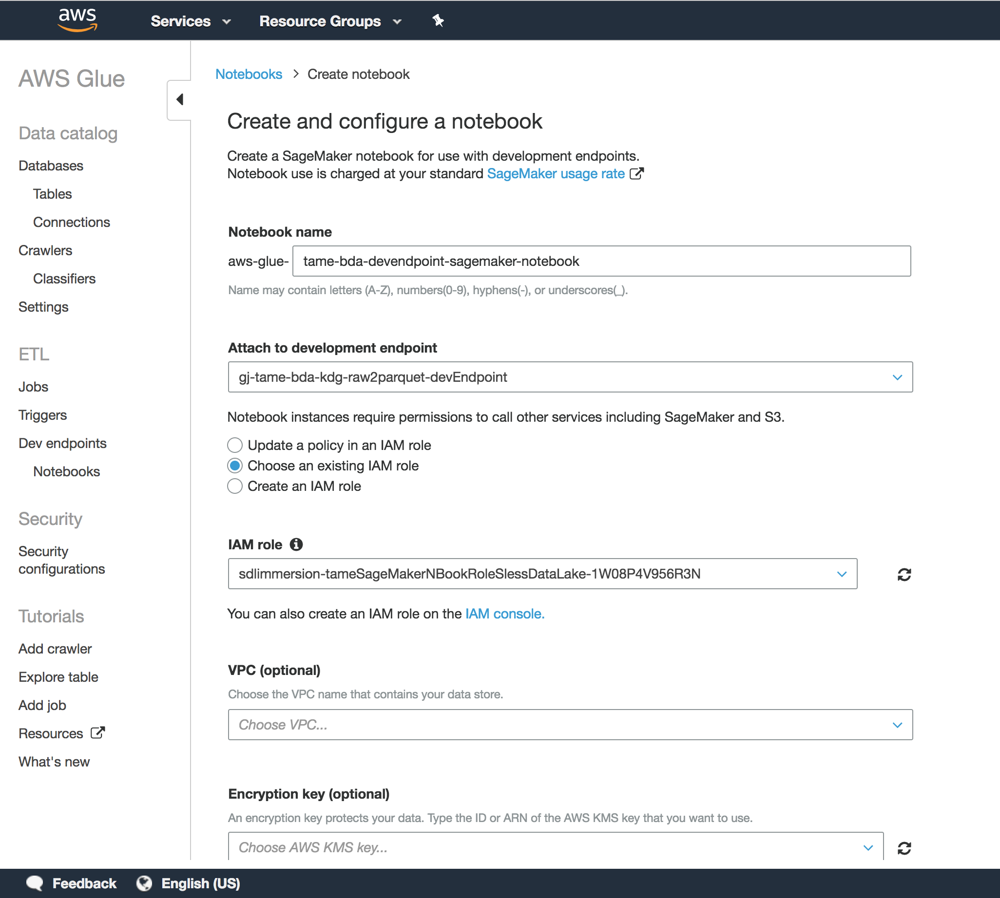 aws
Services
Resource Groups
AWS Glue
Data catalog
Databases
Tables
Connections
Crawlers
Classifiers
Settings
ETL
Jobs
Triggers
Dev endpoints
Notebooks
Security
Security
configurations
Tutorials
Add crawler
Explore table
Add job
Resources
What's new
Notebooks > Create notebook
Create and configure a notebook
Create a SageMaker notebook for use with development endpoints.
Notebook use is charged at your standard SageMaker usage rate
Notebook name
aws-glue- tame-bda-devendpoint-sagemaker-notebook
Name may contain letters (A-Z), numbers(0-9), hyphens(-), or underscores(_).
Attach to development endpoint
gj-tame-bda-kdg-raw2parquet-devEndpoint
Notebook instances require permissions to call other services including SageMaker and S3.
Update a policy in an IAM role
Choose an existing IAM role
Create an IAM role
IAM role
sdlimmersion-tameSageMakerNBookRoleSlessDataLake-1W08P4V956R3N
You can also create an IAM role on the IAM console.
VPC (optional)
Choose the VPC name that contains your data store.
Choose VPC...
Encryption key (optional)
An encryption key protects your data. Type the ID or ARN of the AWS KMS key that you want to use.
Choose AWS KMS key...
Feedback
English (US)